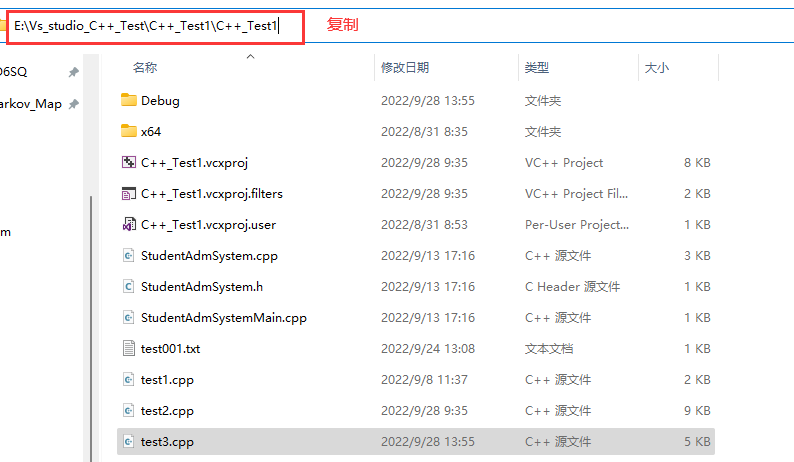 E:\Vs_studio_C++_Test\C++_Test1\C++_Test1 复制
名称 修改日期 类型 大小
06SQ
arkov_Map
m
Debug 2022/9/28 13:55 文件夹
x64 2022/8/31 8:35 文件夹
C++_Test1.vcxproj 2022/9/28 9:35 VC++ Project 8 KB
C++_Test1.vcxproj.filters 2022/9/28 9:35 VC++ Project Fil... 2 KB
C++_Test1.vcxproj.user 2022/8/31 8:53 Per-User Project... 1 KB
StudentAdmSystem.cpp 2022/9/13 17:16 C++ 源文件 3 KB
StudentAdmSystem.h 2022/9/13 17:16 C Header 源文件 1 KB
StudentAdmSystemMain.cpp 2022/9/13 17:16 C++ 源文件 1 KB
test001.txt 2022/9/24 13:08 文本文档 1 KB
test1.cpp 2022/9/8 11:37 C++ 源文件 2 KB
test2.cpp 2022/9/28 9:35 C++ 源文件 9 KB
test3.cpp 2022/9/28 13:55 C++ 源文件 5 KB